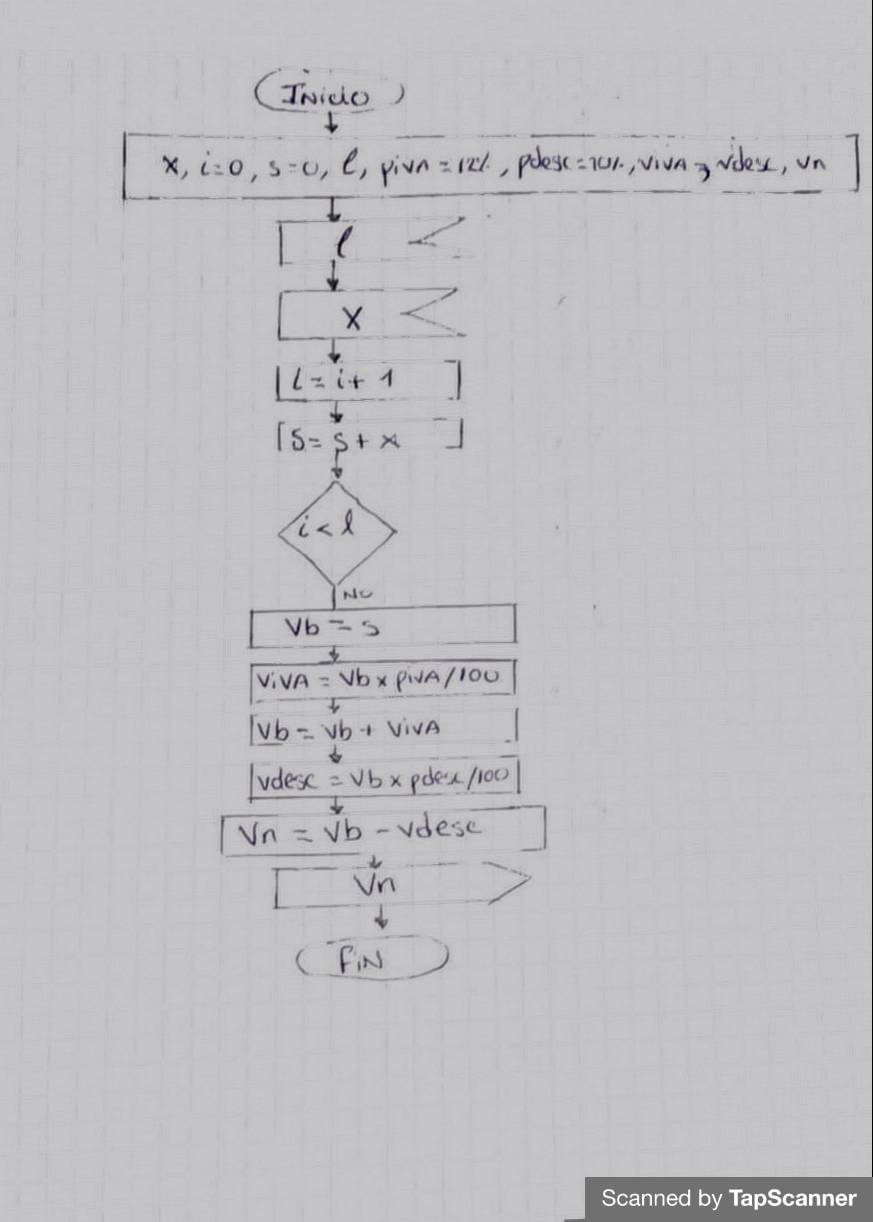 Inicio
x, i=0, s=0, l, piva = 12%, pdesc = 10%, viva, vdesc, vn
l
x
i = i + 1
s = s + x
i < l
NO
Vb = s
viva = Vb x piva/100
Vb = Vb + viva
vdesc = Vb x pdesc/100
Vn = Vb - vdesc
Vn
Fin
Scanned by TapScanner